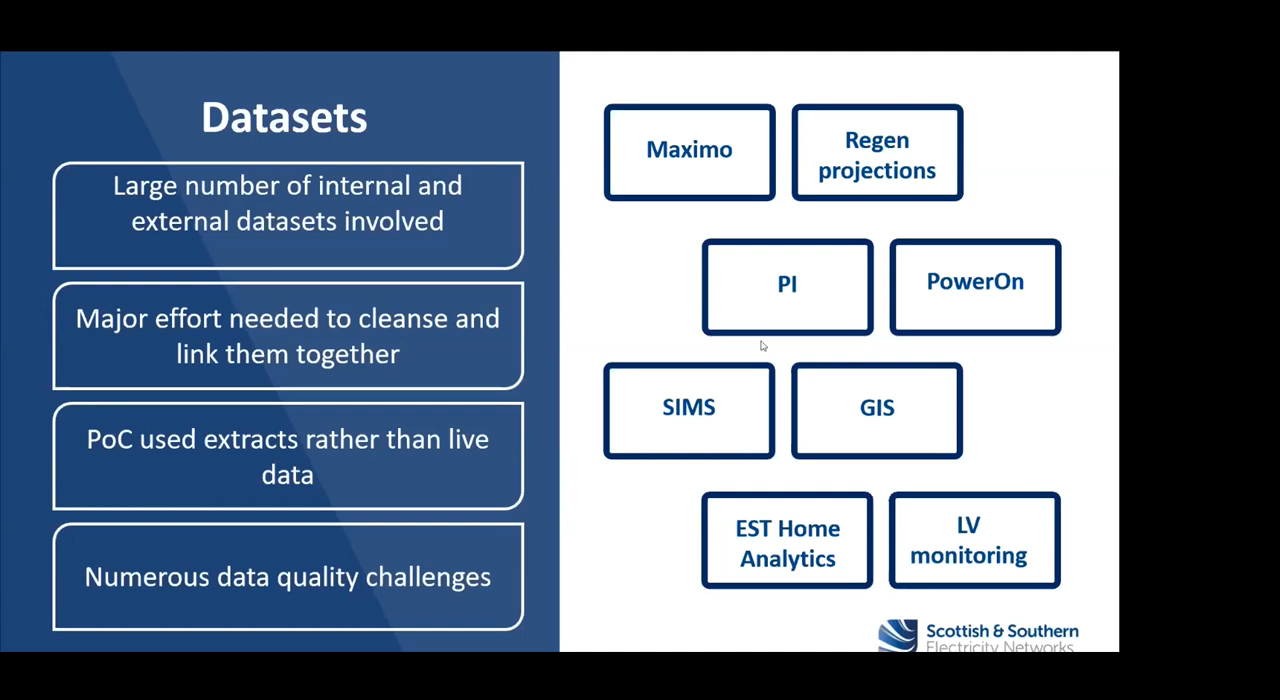 Datasets
Large number of internal and
external datasets involved
Major effort needed to cleanse and
link them together
PoC used extracts rather than live
data
Numerous data quality challenges
Maximo
Regen
projections
PI
PowerOn
SIMS
GIS
EST Home
Analytics
LV
monitoring
Scottish & Southern
Electricity Networks